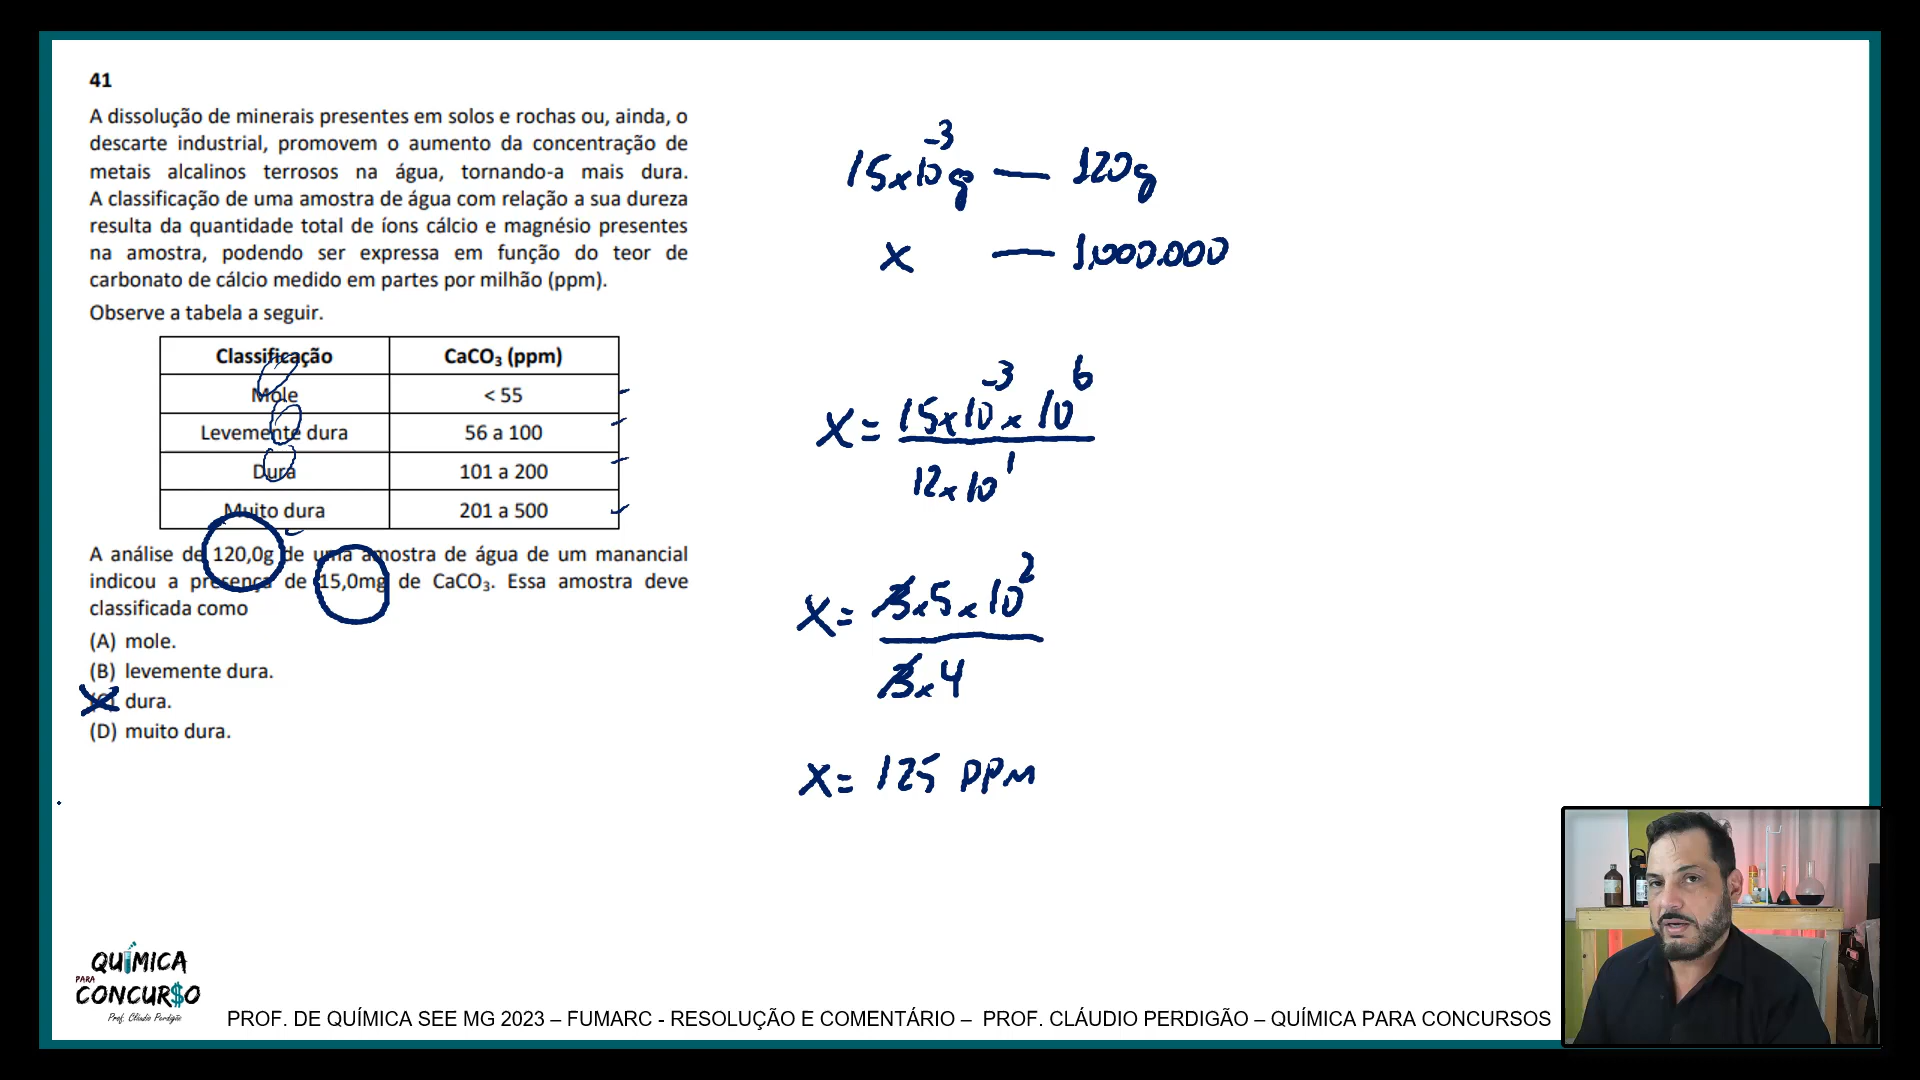 41
A dissolução de minerais presentes em solos e rochas ou, ainda, o
descarte industrial, promovem o aumento da concentração de
metais alcalinos terrosos na água, tornando-a mais dura.
A classificação de uma amostra de água com relação a sua dureza
resulta da quantidade total de íons cálcio e magnésio presentes
na amostra, podendo ser expressa em função do teor de
carbonato de cálcio medido em partes por milhão (ppm).
Observe a tabela a seguir.
Classificação CaCO₃ (ppm)
Mole < 55
Levemente dura 56 a 100
Dura 101 a 200
Muito dura 201 a 500
A análise de 120,0g de uma amostra de água de um manancial
indicou a presença de 15,0mg de CaCO₃. Essa amostra deve
classificada como
(A) mole.
(B) levemente dura.
(C) dura.
(D) muito dura.
15x10⁻³g — 120g
x — 1.000.000
X = 15x10⁻³ x 10⁶
12x10¹
X = 3x5x10²
3x4
X = 125 PPM
QUÍMICA
PARA
CONCUR$O
Prof. Cláudio Perdigão
PROF. DE QUÍMICA SEE MG 2023 – FUMARC - RESOLUÇÃO E COMENTÁRIO – PROF. CLÁUDIO PERDIGÃO – QUÍMICA PARA CONCURSOS